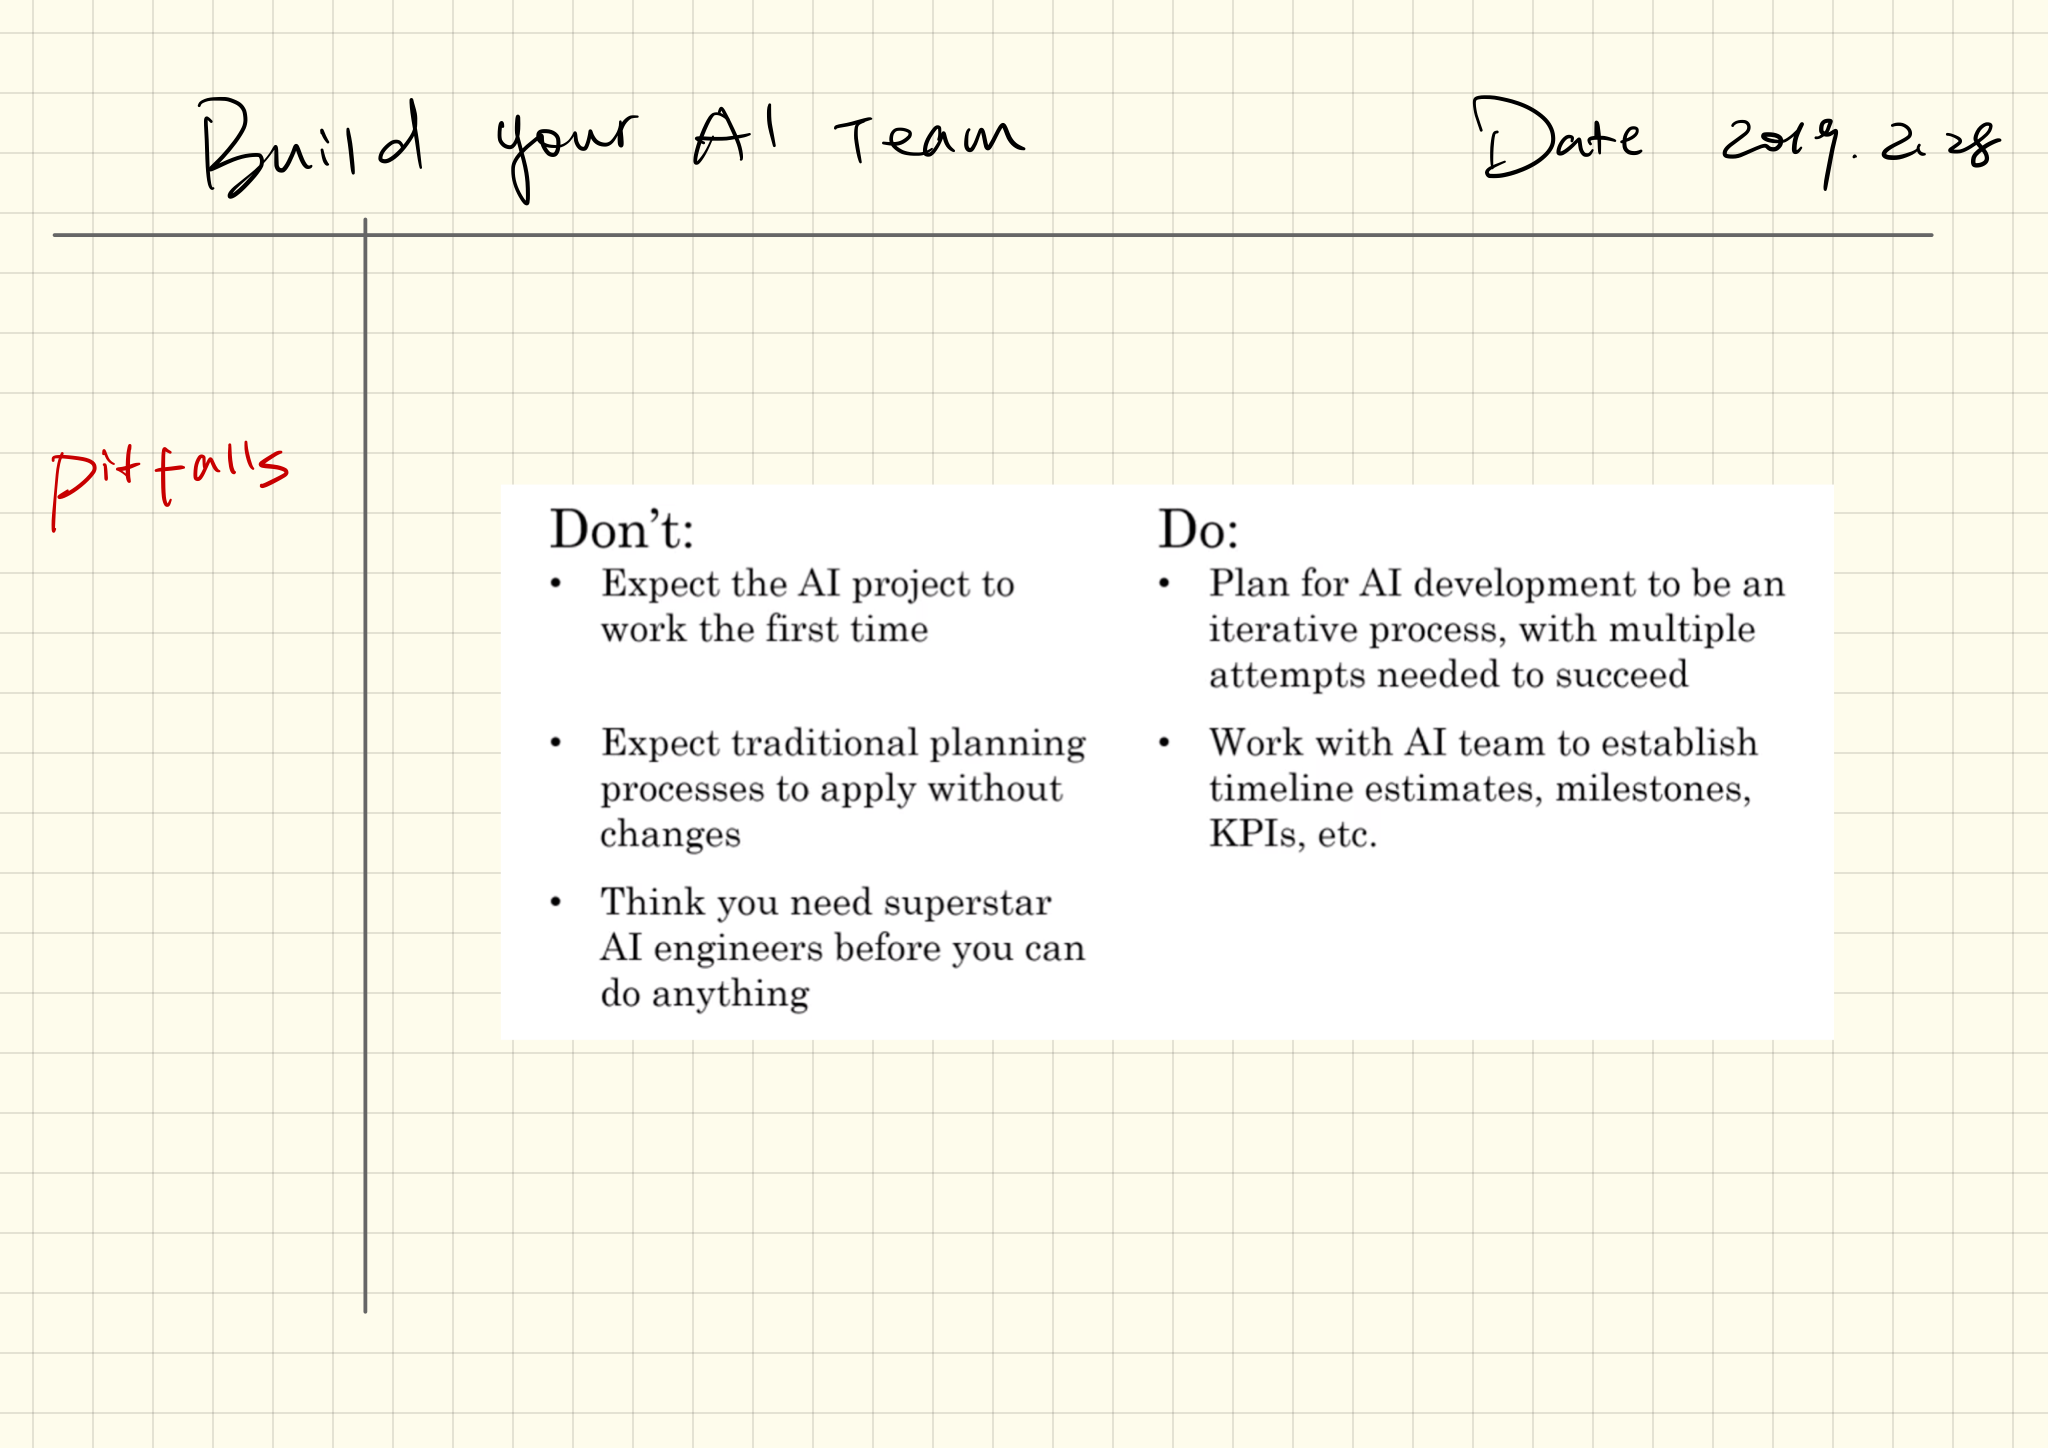 Build your AI Team
Date 2019.2.28
pitfalls
Don't:
• Expect the AI project to
work the first time
• Expect traditional planning
processes to apply without
changes
• Think you need superstar
AI engineers before you can
do anything
Do:
• Plan for AI development to be an
iterative process, with multiple
attempts needed to succeed
• Work with AI team to establish
timeline estimates, milestones,
KPIs, etc.